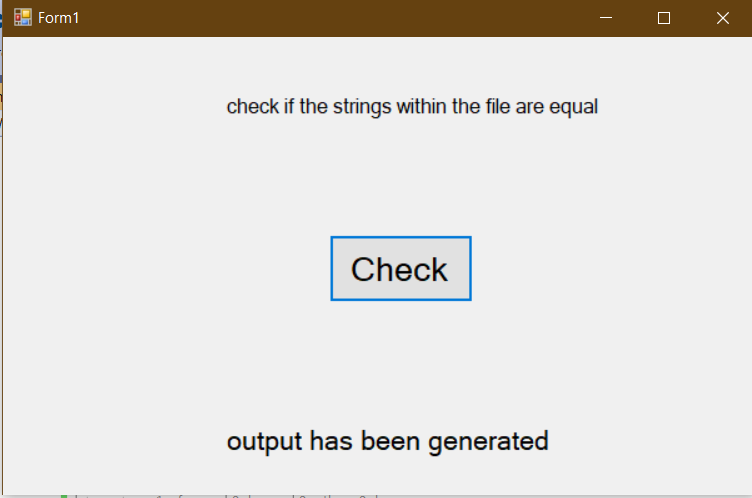 Form1
check if the strings within the file are equal
Check
output has been generated